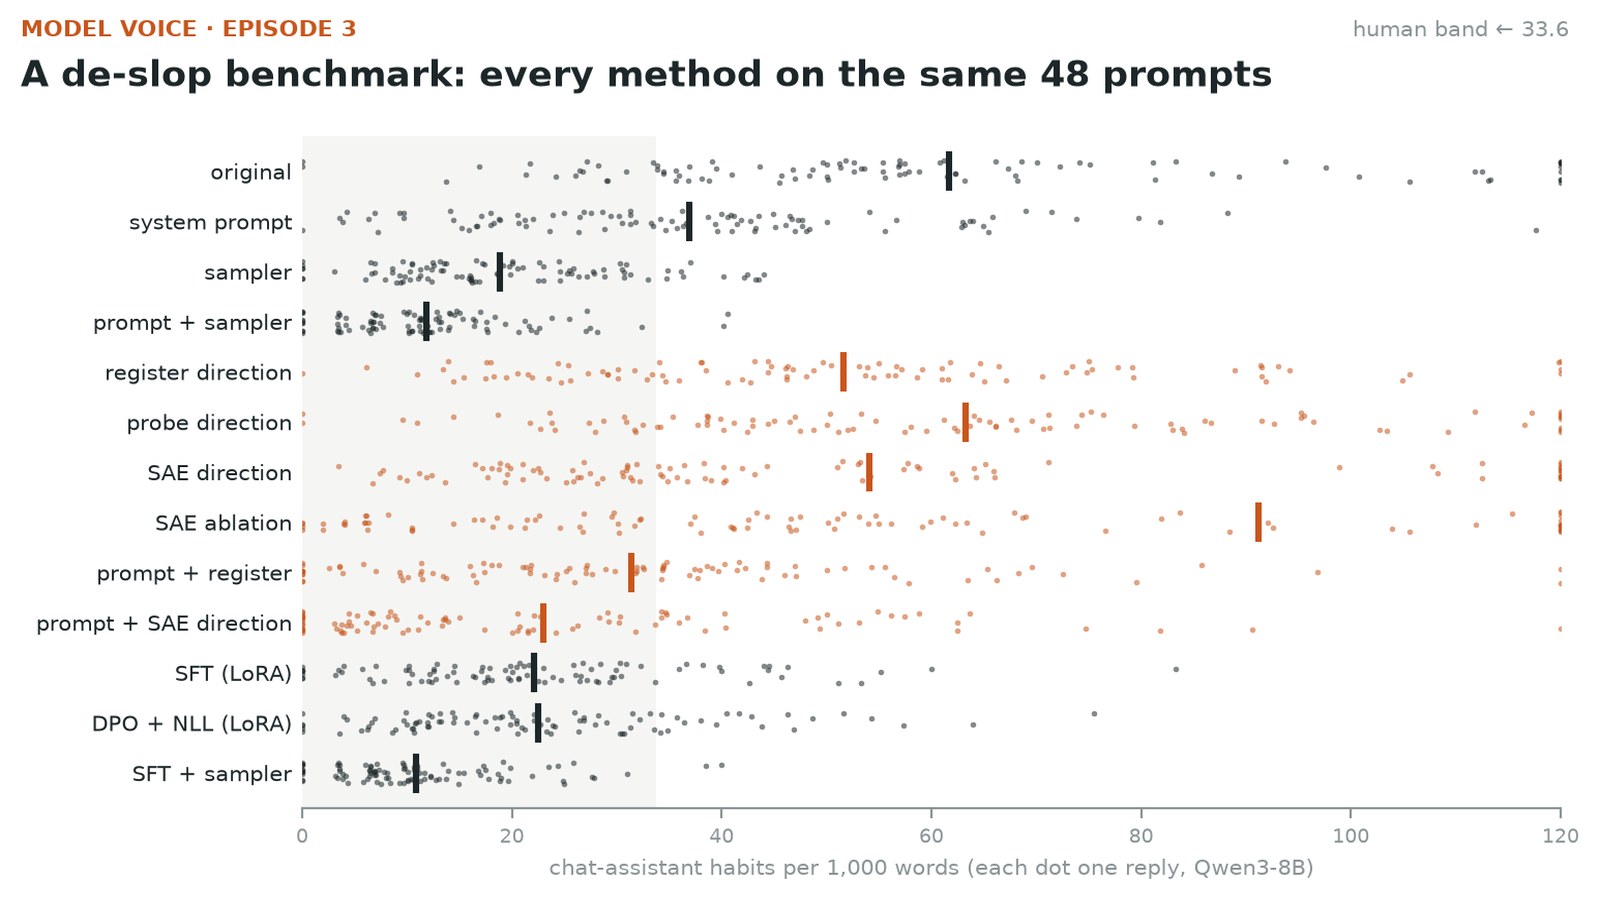 MODEL VOICE · EPISODE 3
human band ← 33.6
A de-slop benchmark: every method on the same 48 prompts
original
system prompt
sampler
prompt + sampler
register direction
probe direction
SAE direction
SAE ablation
prompt + register
prompt + SAE direction
SFT (LoRA)
DPO + NLL (LoRA)
SFT + sampler
0 20 40 60 80 100 120
chat-assistant habits per 1,000 words (each dot one reply, Qwen3-8B)